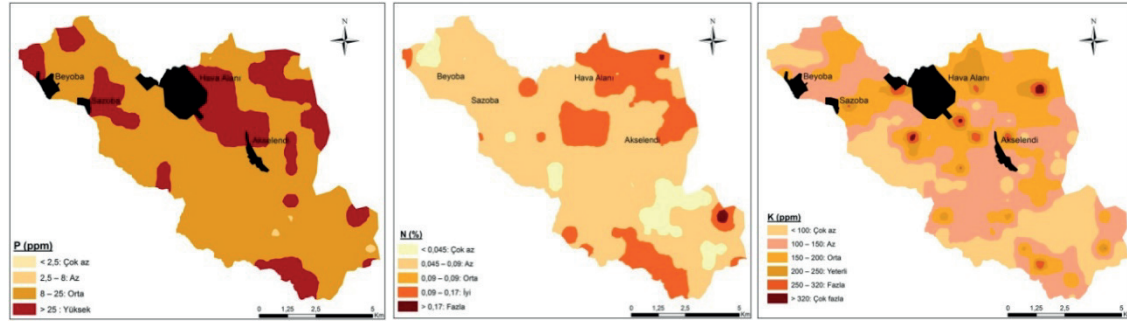 N
Beyoba
Hava Alanı
Sazoba
Akselendi
P (ppm)
< 2,5: Çok az
2,5 – 8: Az
8 – 25: Orta
> 25 : Yüksek
0 1,25 2,5 5
Km
N
Beyoba
Hava Alanı
Sazoba
Akselendi
N (%)
< 0,045: Çok az
0,045 – 0,09: Az
0,09 – 0,09: Orta
0,09 – 0,17: İyi
> 0,17: Fazla
0 1,25 2,5 5
Km
N
Beyoba
Hava Alanı
Sazoba
Akselendi
K (ppm)
< 100: Çok az
100 – 150: Az
150 – 200: Orta
200 – 250: Yeterli
250 – 320: Fazla
> 320: Çok fazla
0 1,25 2,5 5
Km